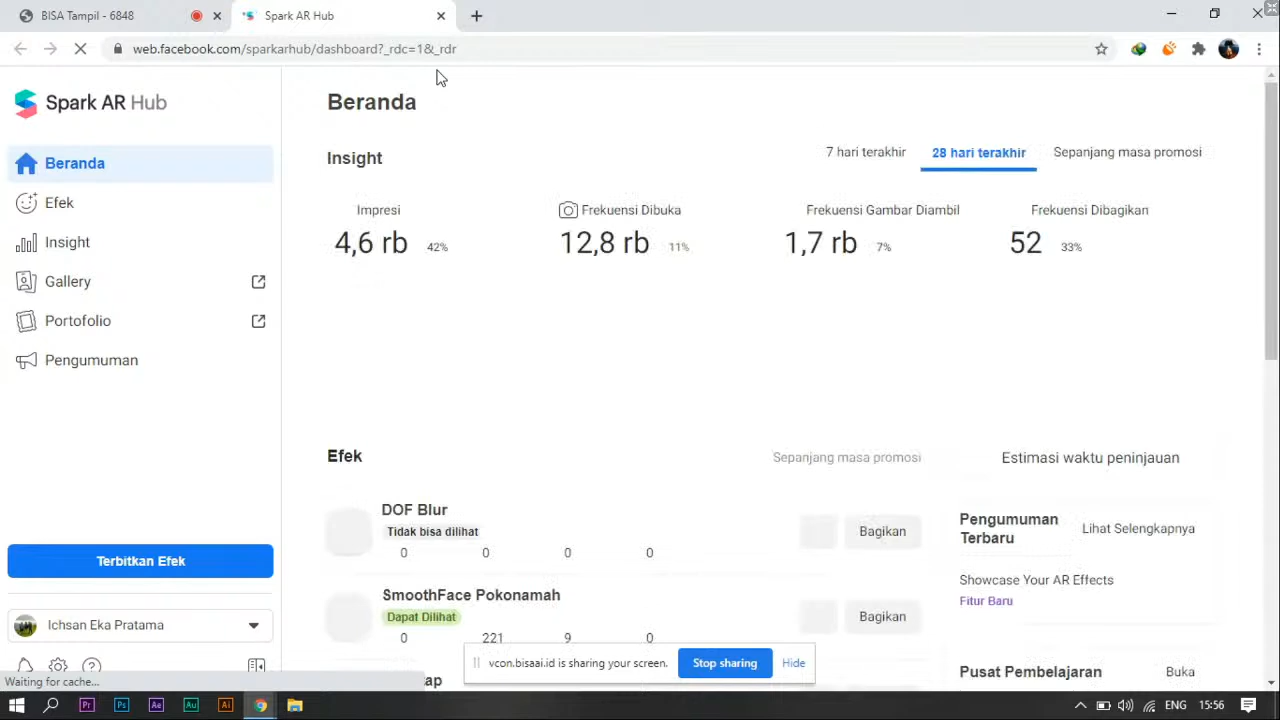 BISA Tampil - 6848
Spark AR Hub
web.facebook.com/sparkarhub/dashboard?_rdc=1&_rdr
Spark AR Hub
Beranda
Efek
Insight
Gallery
Portofolio
Pengumuman
Terbitkan Efek
Ichsan Eka Pratama
Waiting for cache...
Beranda
Insight
7 hari terakhir
28 hari terakhir
Sepanjang masa promosi
Impresi
Frekuensi Dibuka
Frekuensi Gambar Diambil
Frekuensi Dibagikan
4,6 rb 42%
12,8 rb 11%
1,7 rb 7%
52 33%
Efek
Sepanjang masa promosi
Estimasi waktu peninjauan
DOF Blur
Tidak bisa dilihat
0 0 0 0
Bagikan
SmoothFace Pokonamah
Dapat Dilihat
0 221 9 0
Bagikan
Pengumuman
Terbaru
Lihat Selengkapnya
Showcase Your AR Effects
Fitur Baru
Pusat Pembelajaran
Buka
vcon.bisaai.id is sharing your screen.
Stop sharing
Hide
Pr Ps Ae Au Ai
ENG 15:56